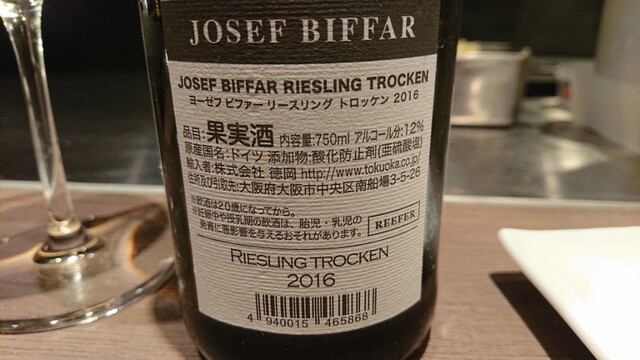 JOSEF BIFFAR
JOSEF BIFFAR RIESLING TROCKEN
ヨーゼフ ビファー リースリング トロッケン 2016
品目:果実酒 内容量:750ml アルコール分:12%
原産国名:ドイツ 添加物:酸化防止剤(亜硫酸塩)
輸入者:株式会社 徳岡 http://www.tokuoka.co.jp/
住所及び引取先:大阪府大阪市中央区南船場3-5-26
※飲酒は20歳になってから。
※妊娠中や授乳期の飲酒は、胎児・乳児の
発育に悪影響を与えるおそれがあります。
REEFER
RIESLING TROCKEN
2016
4 940015 465868